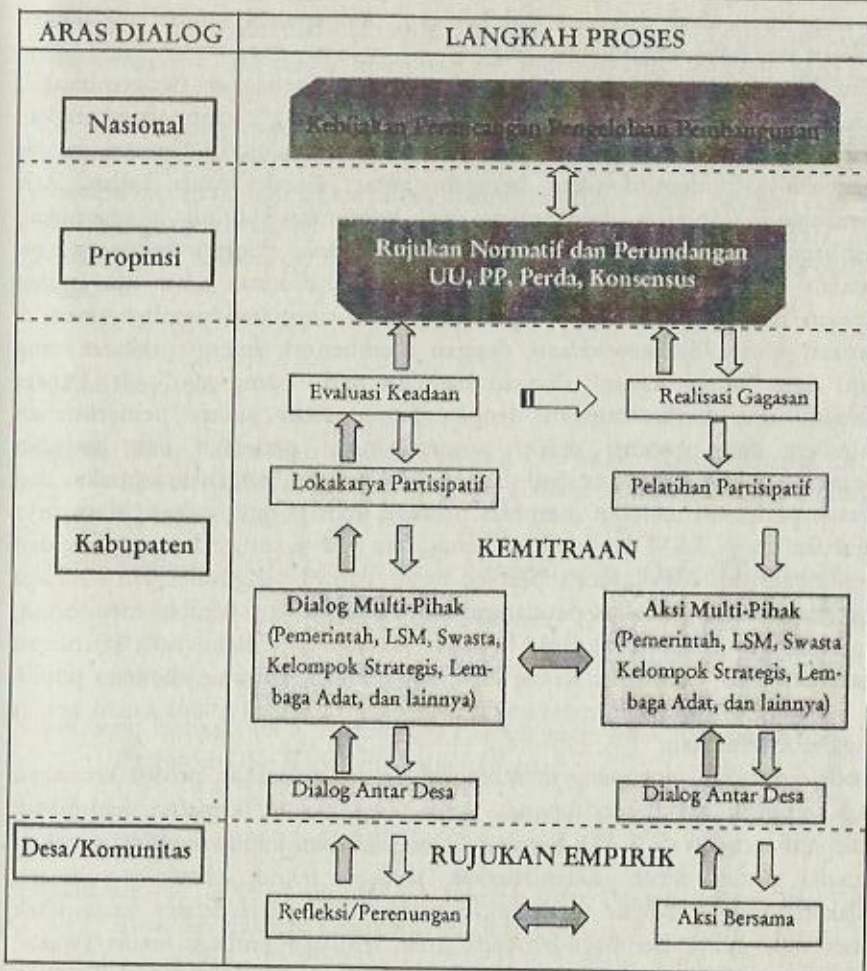 ARAS DIALOG
LANGKAH PROSES
Nasional
Kebijakan Perancangan Pengelolaan Pembangunan
Propinsi
Rujukan Normatif dan Perundangan
UU, PP, Perda, Konsensus
Evaluasi Keadaan
Realisasi Gagasan
Lokakarya Partisipatif
Pelatihan Partisipatif
Kabupaten
KEMITRAAN
Dialog Multi-Pihak
(Pemerintah, LSM, Swasta,
Kelompok Strategis, Lem-
baga Adat, dan lainnya)
Aksi Multi-Pihak
(Pemerintah, LSM, Swasta
Kelompok Strategis, Lem-
baga Adat, dan lainnya)
Dialog Antar Desa
Dialog Antar Desa
Desa/Komunitas
RUJUKAN EMPIRIK
Refleksi/Perenungan
Aksi Bersama